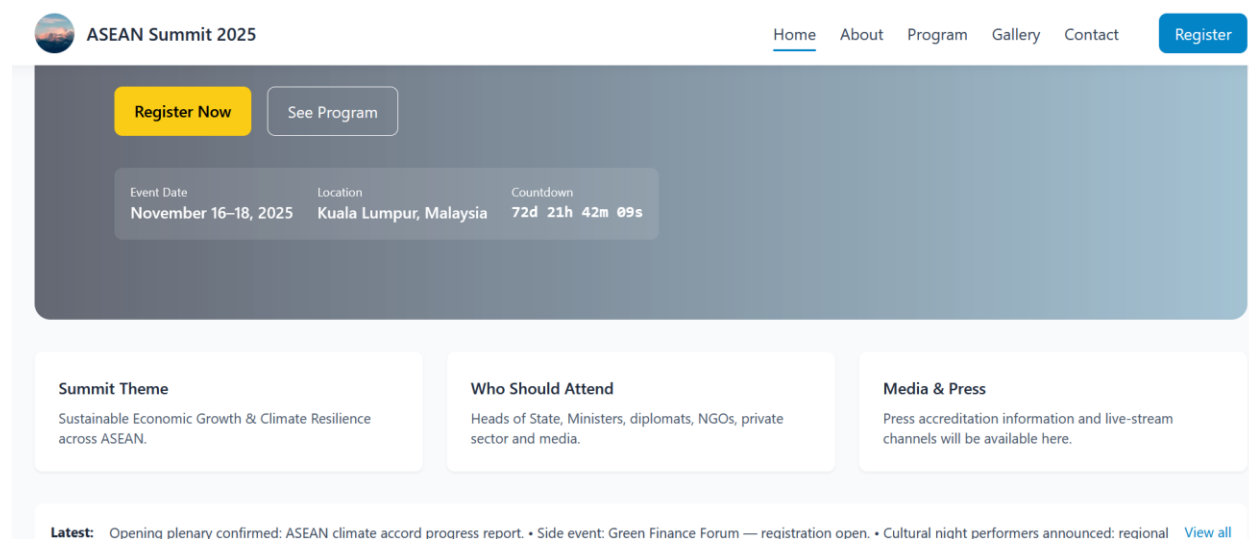 ASEAN Summit 2025
Home About Program Gallery Contact Register
Register Now See Program
Event Date Location Countdown
November 16–18, 2025 Kuala Lumpur, Malaysia 72d 21h 42m 09s
Summit Theme
Sustainable Economic Growth & Climate Resilience
across ASEAN.
Who Should Attend
Heads of State, Ministers, diplomats, NGOs, private
sector and media.
Media & Press
Press accreditation information and live-stream
channels will be available here.
Latest: Opening plenary confirmed: ASEAN climate accord progress report. • Side event: Green Finance Forum — registration open. • Cultural night performers announced: regional View all